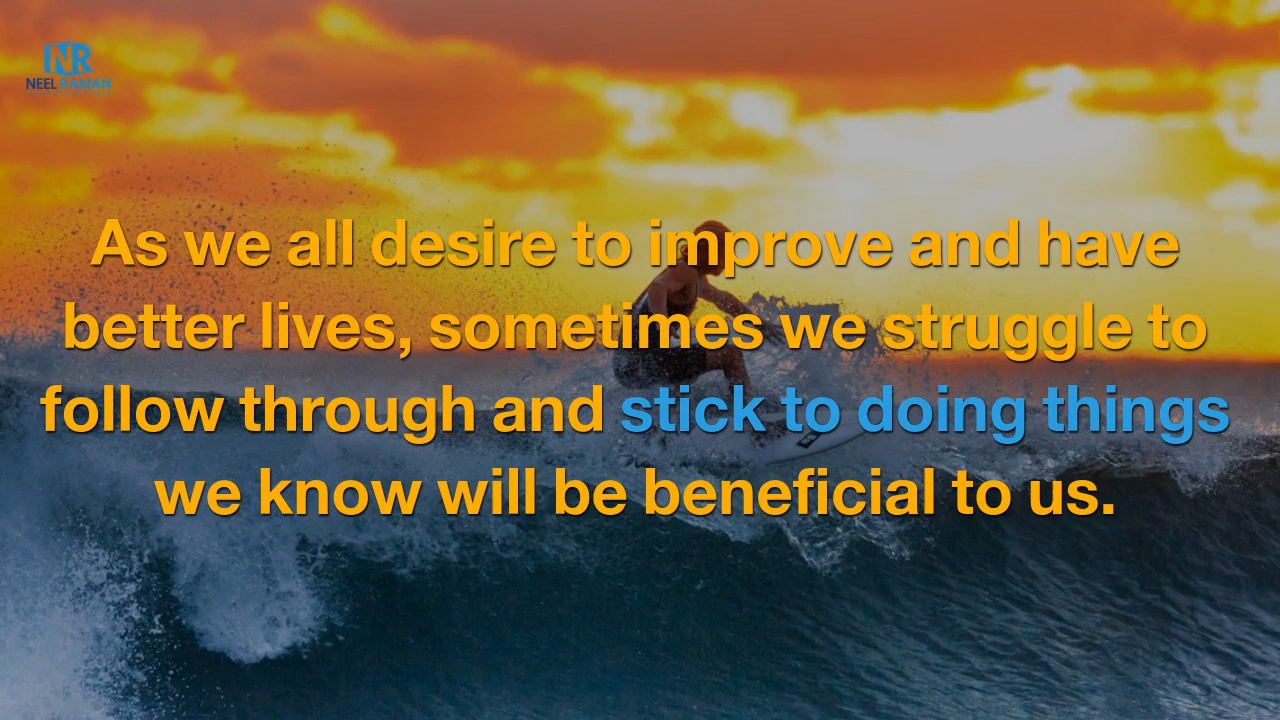 NR
NEEL RAMAN
As we all desire to improve and have
better lives, sometimes we struggle to
follow through and stick to doing things
we know will be beneficial to us.